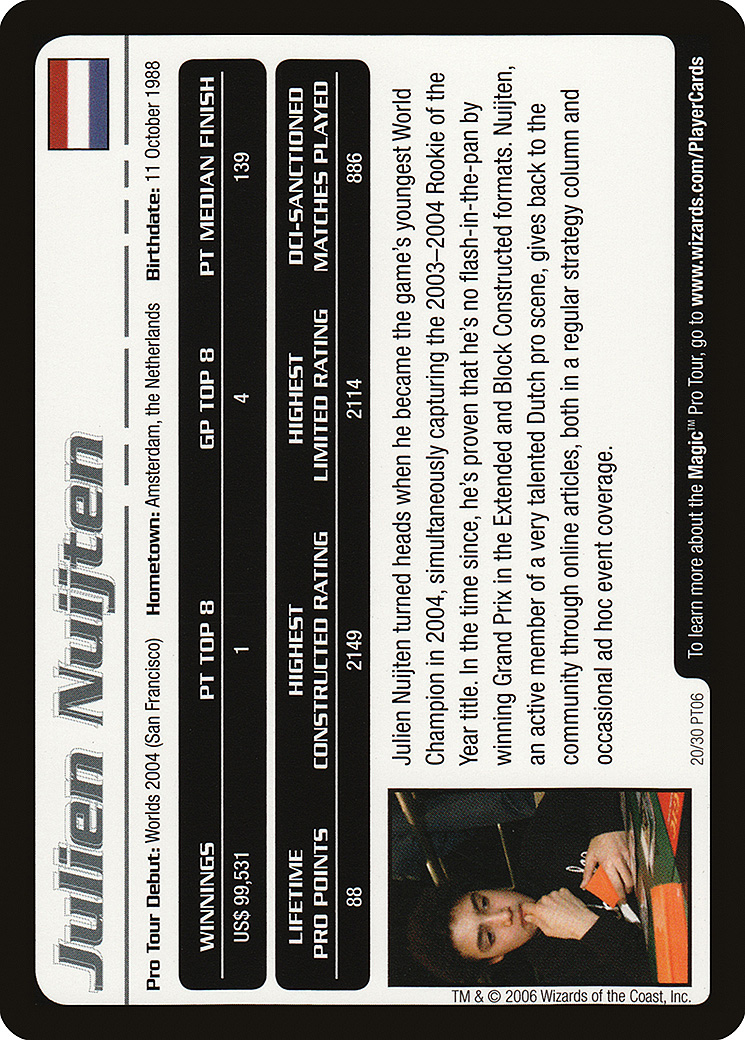 Julien Nuijten
Pro Tour Debut: Worlds 2004 (San Francisco) Hometown: Amsterdam, the Netherlands Birthdate: 11 October 1988
WINNINGS PT TOP 8 GP TOP 8 PT MEDIAN FINISH
US$ 99,531 1 4 139
LIFETIME HIGHEST HIGHEST DCI-SANCTIONED
PRO POINTS CONSTRUCTED RATING LIMITED RATING MATCHES PLAYED
88 2149 2114 886
Julien Nuijten turned heads when he became the game's youngest World
Champion in 2004, simultaneously capturing the 2003–2004 Rookie of the
Year title. In the time since, he's proven that he's no flash-in-the-pan by
winning Grand Prix in the Extended and Block Constructed formats. Nuijten,
an active member of a very talented Dutch pro scene, gives back to the
community through online articles, both in a regular strategy column and
occasional ad hoc event coverage.
TM & © 2006 Wizards of the Coast, Inc.
20/30 PT06
To learn more about the Magic™ Pro Tour, go to www.wizards.com/PlayerCards